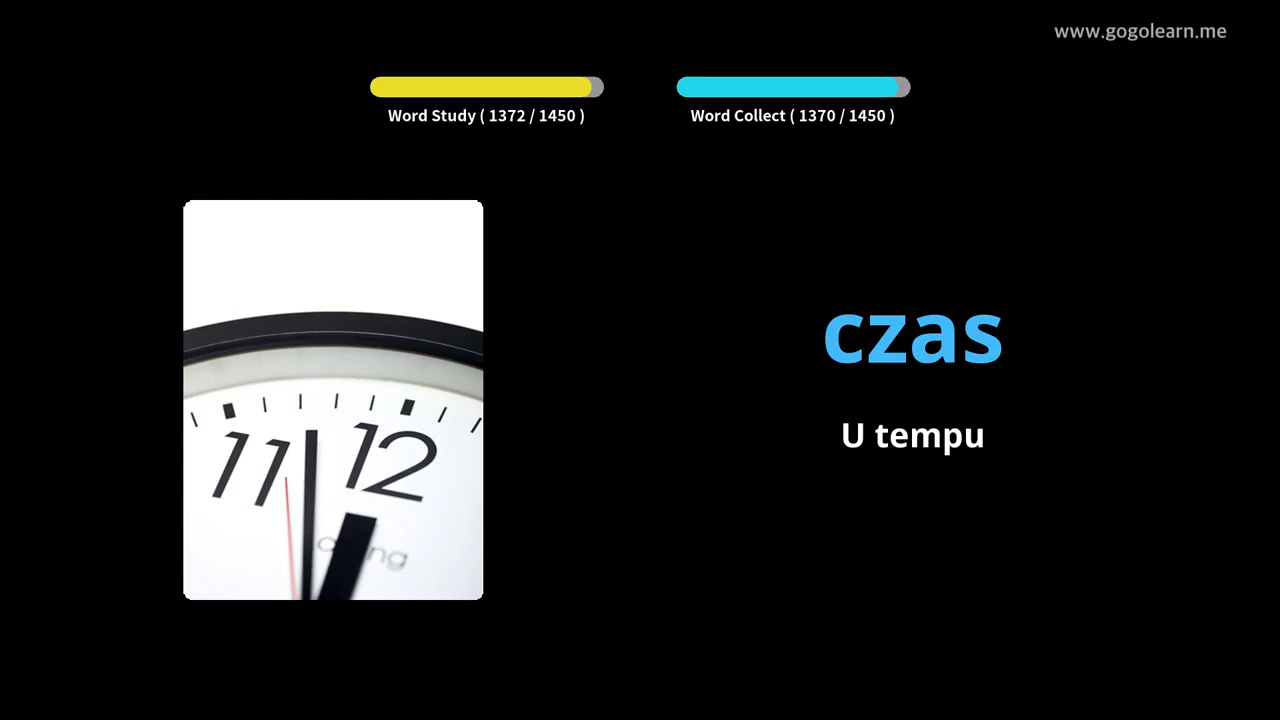 www.gogolearn.me
Word Study ( 1372 / 1450 )
Word Collect ( 1370 / 1450 )
czas
U tempu
11 12